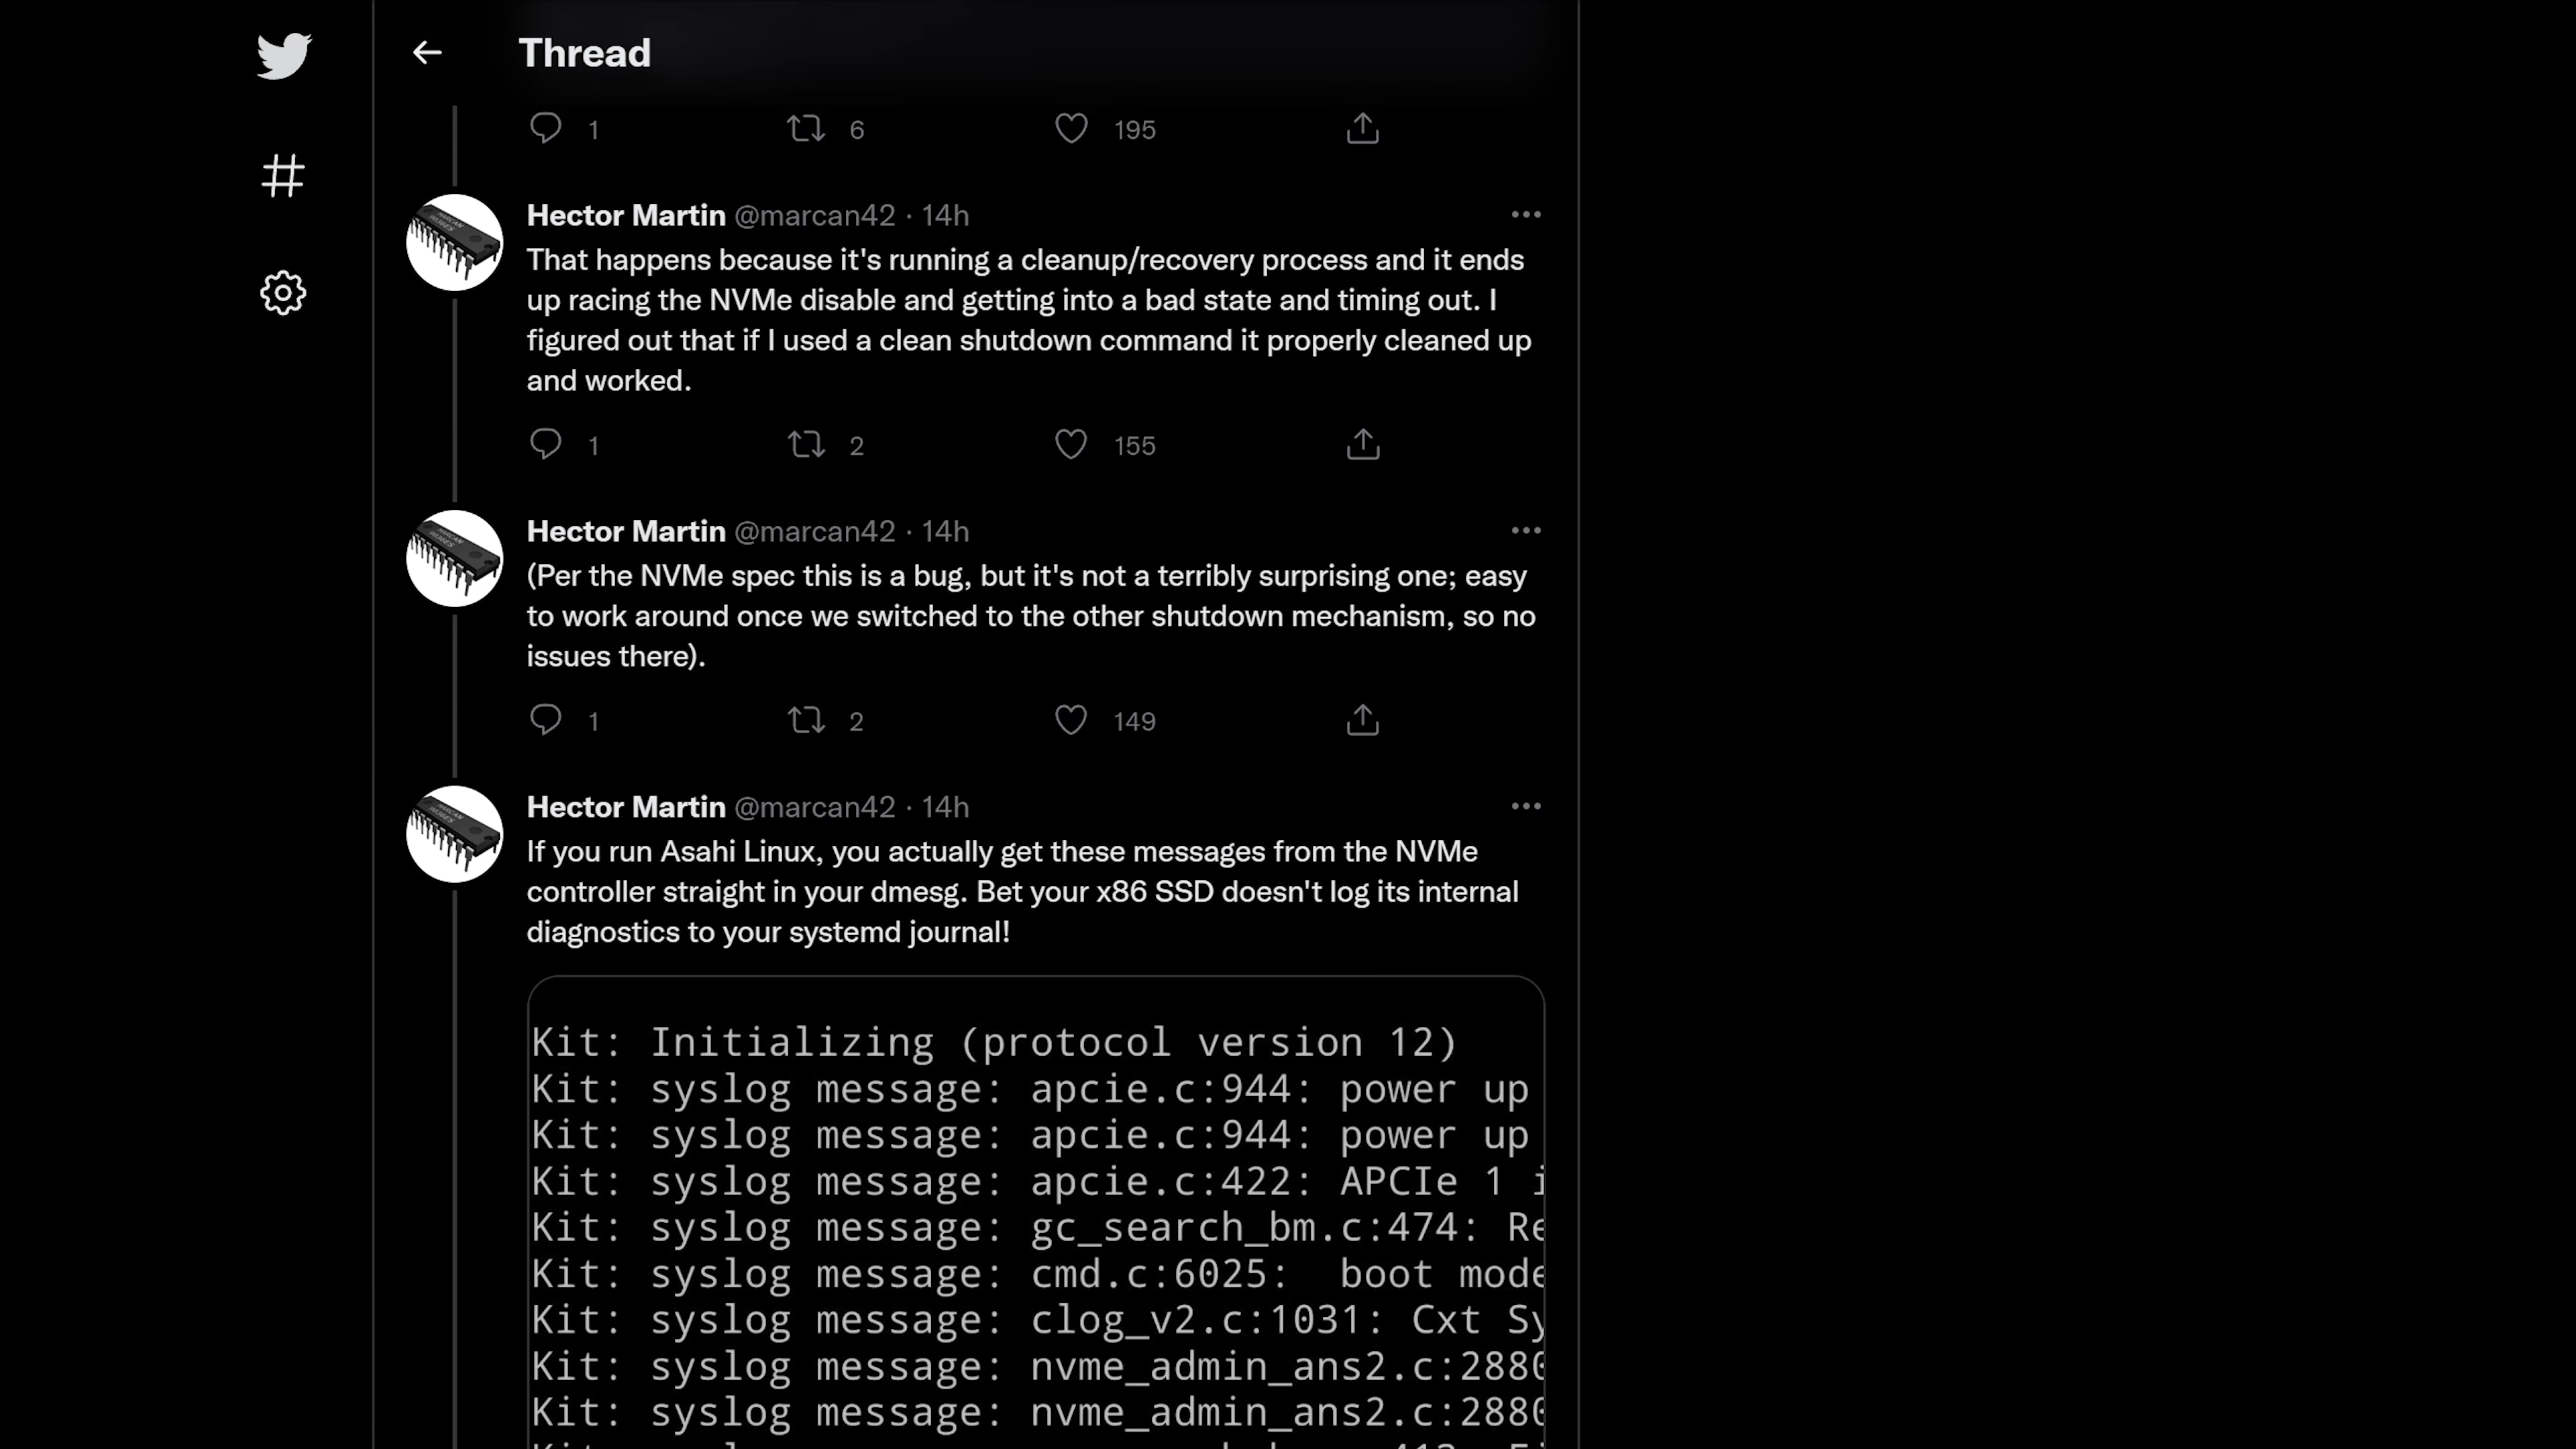 Thread
1 6 195
Hector Martin @marcan42 · 14h
That happens because it's running a cleanup/recovery process and it ends
up racing the NVMe disable and getting into a bad state and timing out. I
figured out that if I used a clean shutdown command it properly cleaned up
and worked.
1 2 155
Hector Martin @marcan42 · 14h
(Per the NVMe spec this is a bug, but it's not a terribly surprising one; easy
to work around once we switched to the other shutdown mechanism, so no
issues there).
1 2 149
Hector Martin @marcan42 · 14h
If you run Asahi Linux, you actually get these messages from the NVMe
controller straight in your dmesg. Bet your x86 SSD doesn't log its internal
diagnostics to your systemd journal!
Kit: Initializing (protocol version 12)
Kit: syslog message: apcie.c:944: power up
Kit: syslog message: apcie.c:944: power up
Kit: syslog message: apcie.c:422: APCIe 1 i
Kit: syslog message: gc_search_bm.c:474: Re
Kit: syslog message: cmd.c:6025:  boot mode
Kit: syslog message: clog_v2.c:1031: Cxt Sy
Kit: syslog message: nvme_admin_ans2.c:2880
Kit: syslog message: nvme_admin_ans2.c:2880